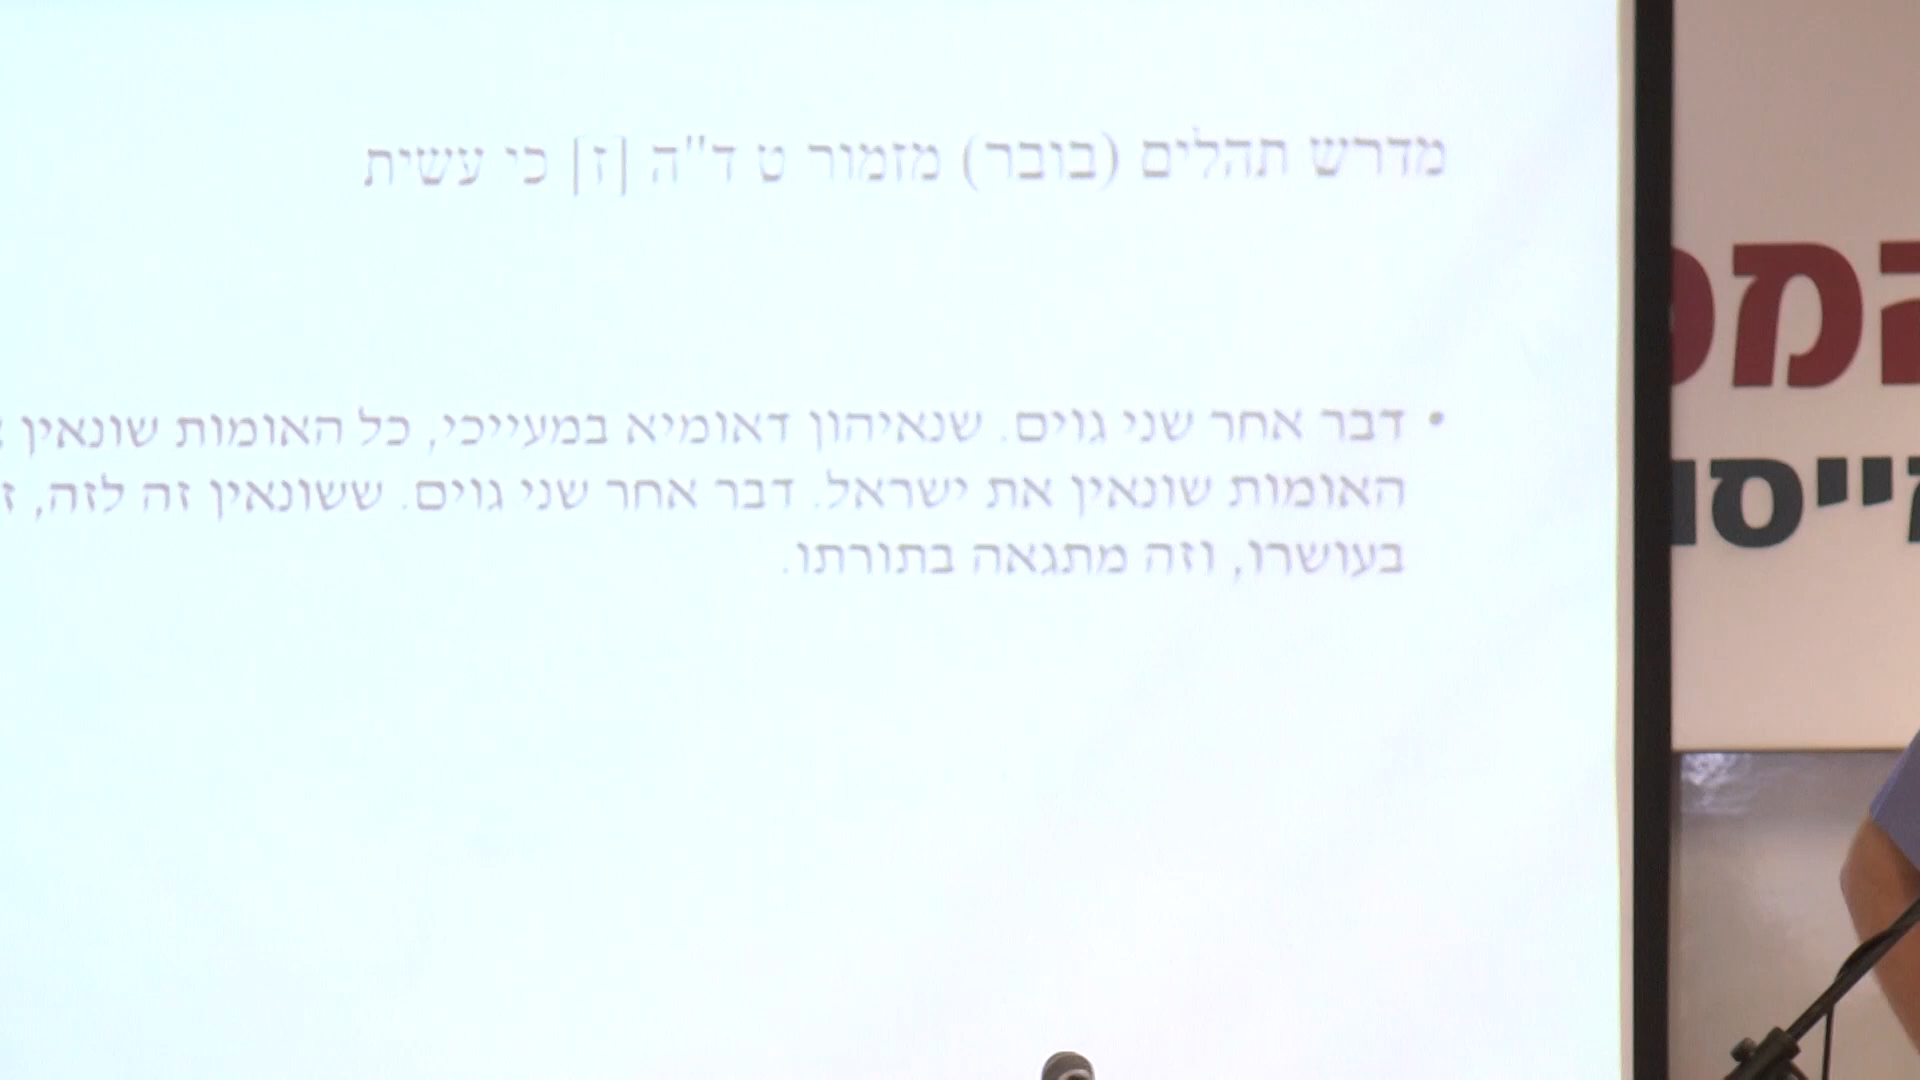 מדרש תהלים (בובר) מזמור ט ד"ה [ז] כי עשית
• דבר אחר שני גוים. שנאיהון דאומיא במעייכי, כל האומות שונאין
האומות שונאין את ישראל. דבר אחר שני גוים. ששונאין זה לזה,
בעושרו, וזה מתגאה בתורתו.